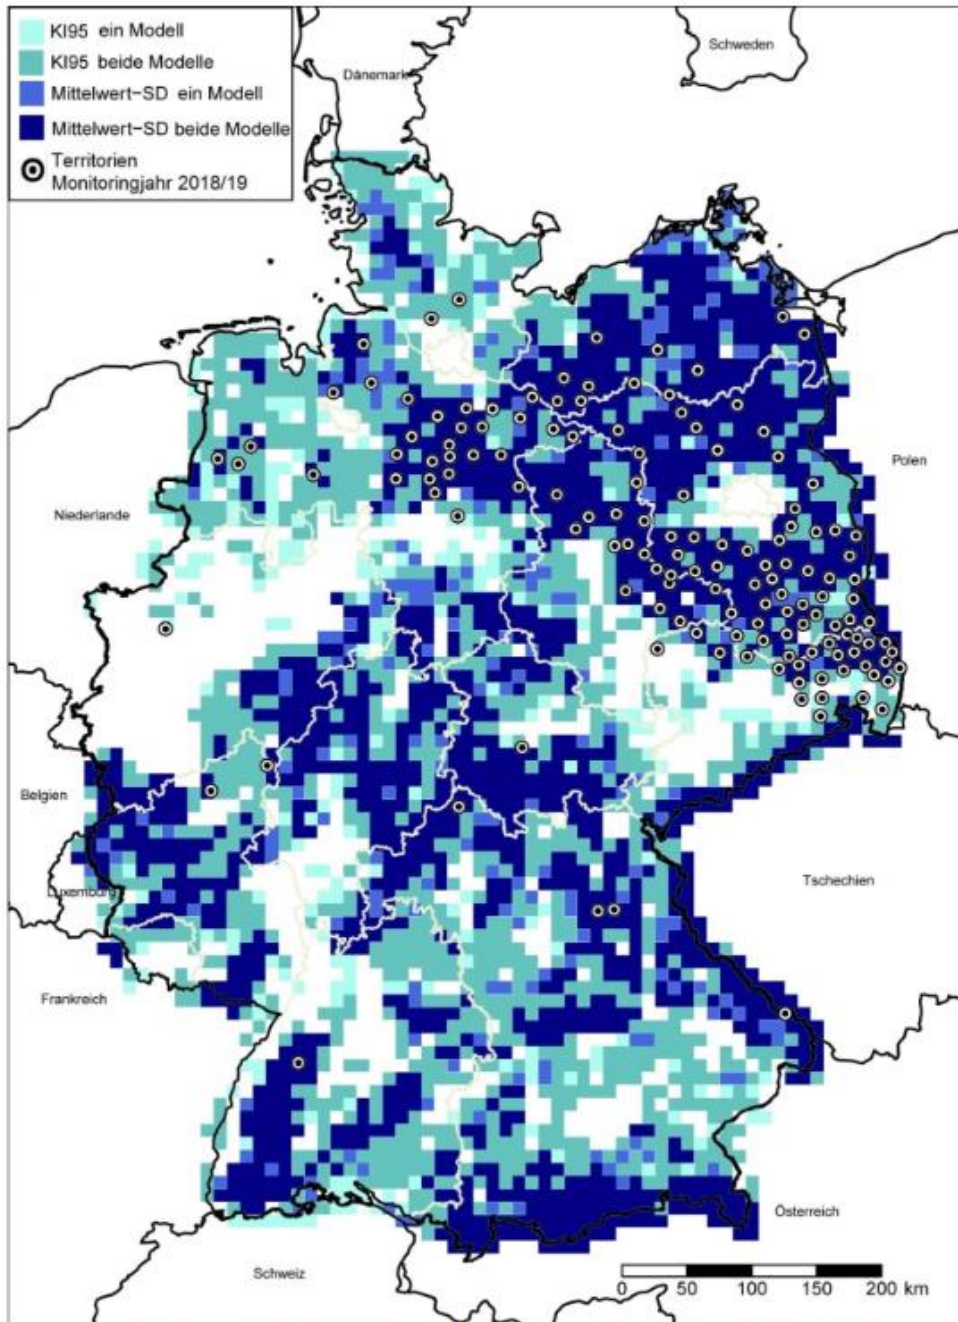 KI95 ein Modell
KI95 beide Modelle
Mittelwert-SD ein Modell
Mittelwert-SD beide Modelle
Territorien
Monitoringjahr 2018/19
Schweden
Dänemark
Polen
Niederlande
Belgien
Luxemburg
Tschechien
Frankreich
Österreich
Schweiz
0 50 100 150 200 km